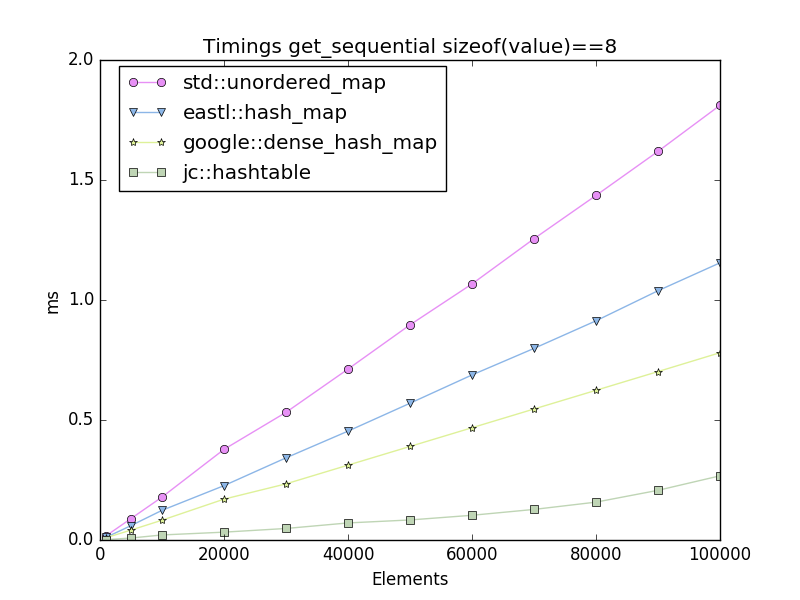 Timings get_sequential sizeof(value)==8
std::unordered_map
eastl::hash_map
google::dense_hash_map
jc::hashtable
2.0
1.5
1.0
0.5
0.0
ms
0 20000 40000 60000 80000 100000
Elements